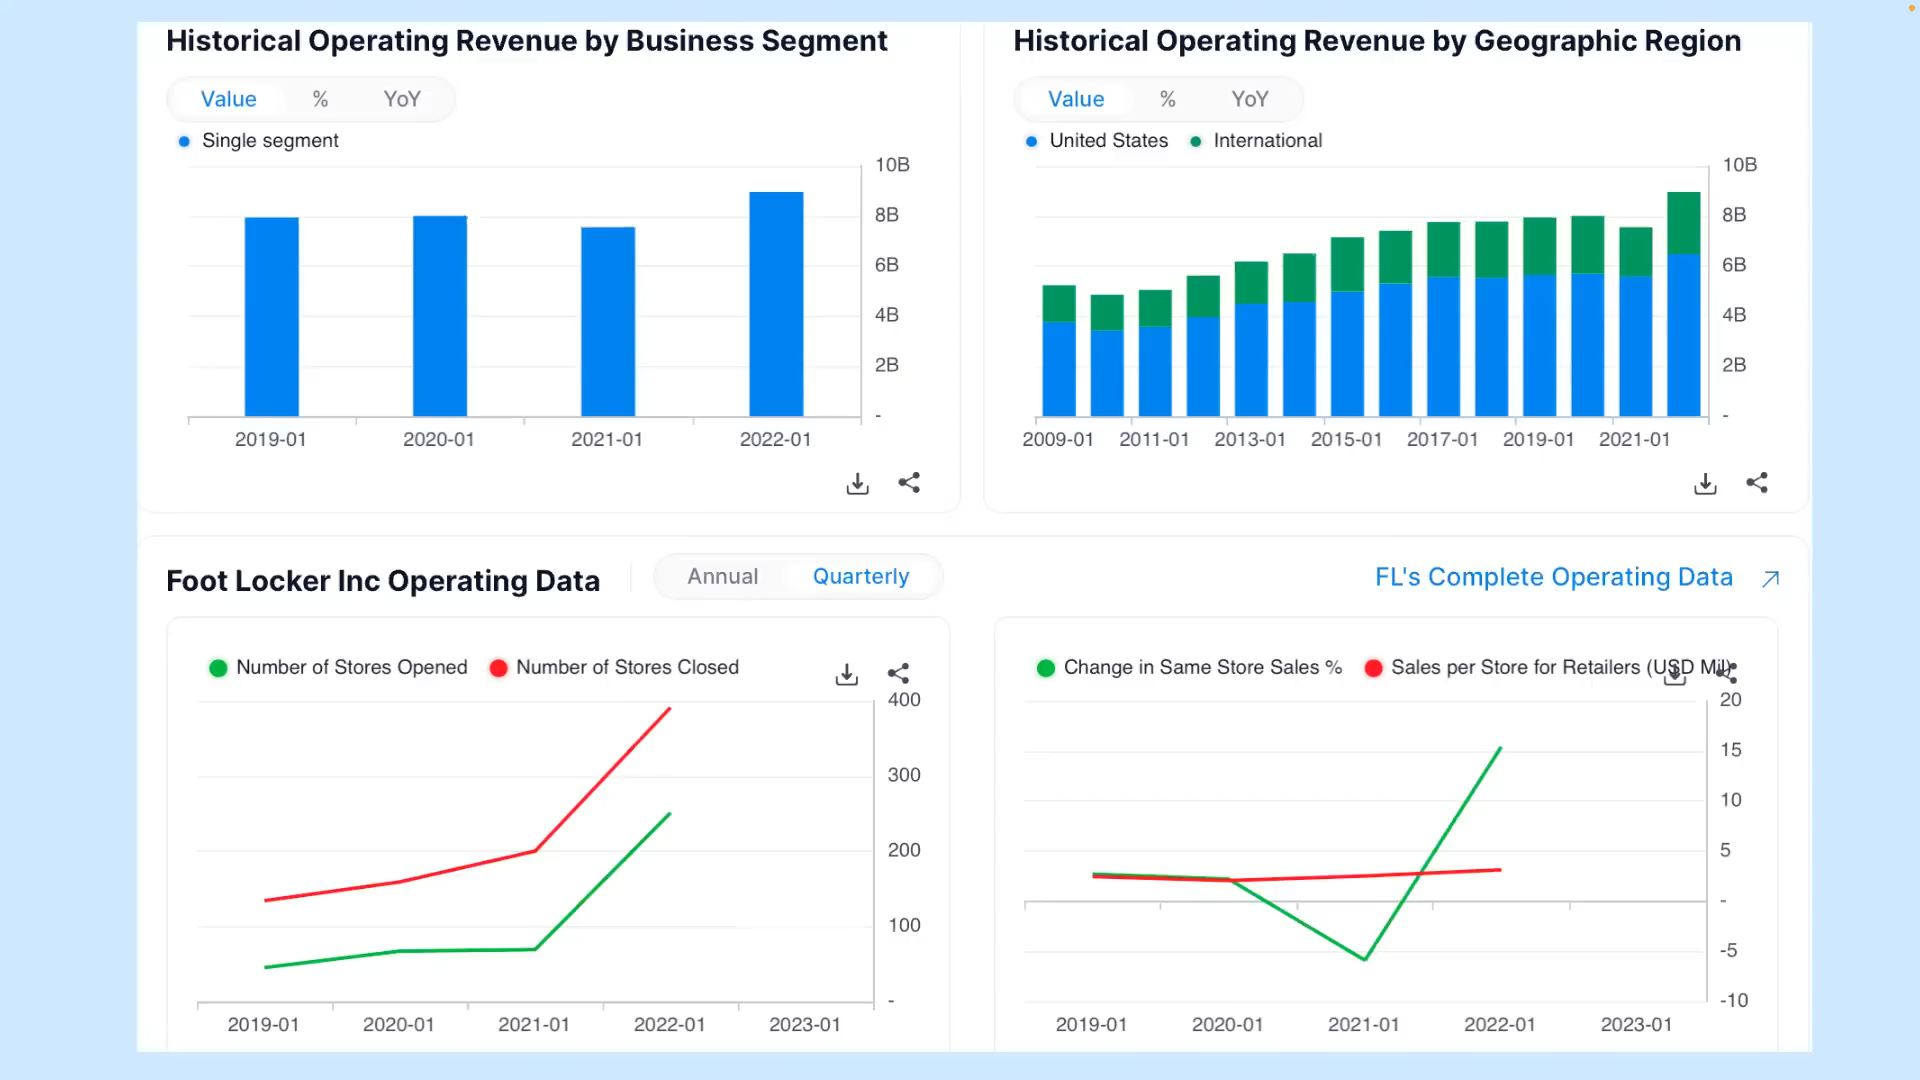 Historical Operating Revenue by Business Segment
Value % YoY
Single segment
10B
8B
6B
4B
2B
-
2019-01 2020-01 2021-01 2022-01
Historical Operating Revenue by Geographic Region
Value % YoY
United States International
10B
8B
6B
4B
2B
-
2009-01 2011-01 2013-01 2015-01 2017-01 2019-01 2021-01
Foot Locker Inc Operating Data
Annual Quarterly
FL's Complete Operating Data
Number of Stores Opened Number of Stores Closed
400
300
200
100
-
2019-01 2020-01 2021-01 2022-01 2023-01
Change in Same Store Sales % Sales per Store for Retailers (USD Mil)
20
15
10
5
-
-5
-10
2019-01 2020-01 2021-01 2022-01 2023-01